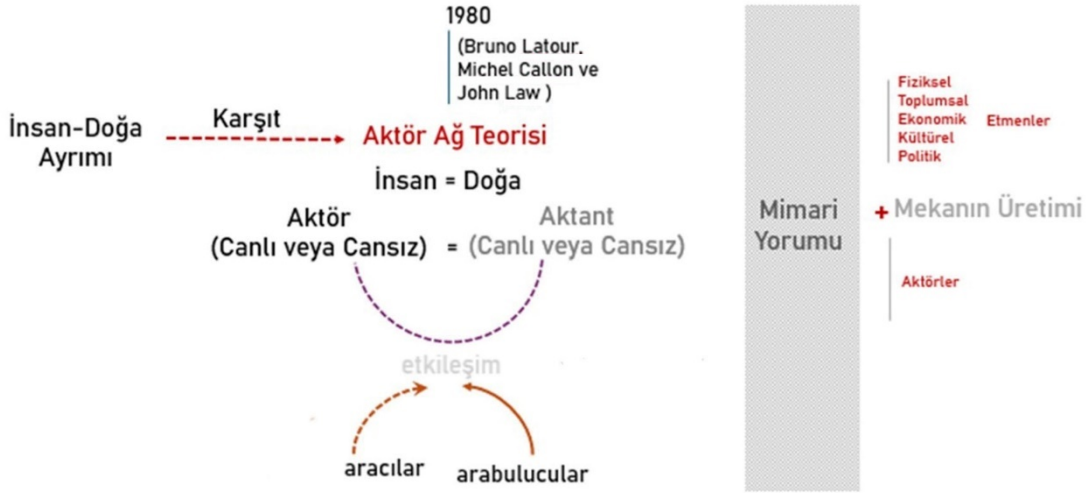 1980
(Bruno Latour.
Michel Callon ve
John Law )
İnsan-Doğa
Ayrımı
Karşıt
Aktör Ağ Teorisi
İnsan = Doğa
Aktör
(Canlı veya Cansız)
=
Aktant
(Canlı veya Cansız)
etkileşim
aracılar
arabulucular
Mimari
Yorumu
Fiziksel
Toplumsal
Ekonomik
Kültürel
Politik
Etmenler
+ Mekanın Üretimi
Aktörler